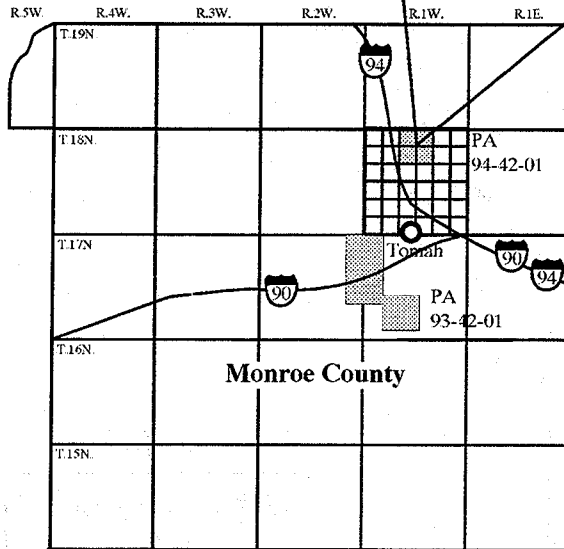 R.5W. R.4W. R.3W. R.2W. R.1W. R.1E.
T.19N.
94
T.18N.
PA
94-42-01
T.17N
Tomah
90
94
90
PA
93-42-01
T.16N.
Monroe County
T.15N.